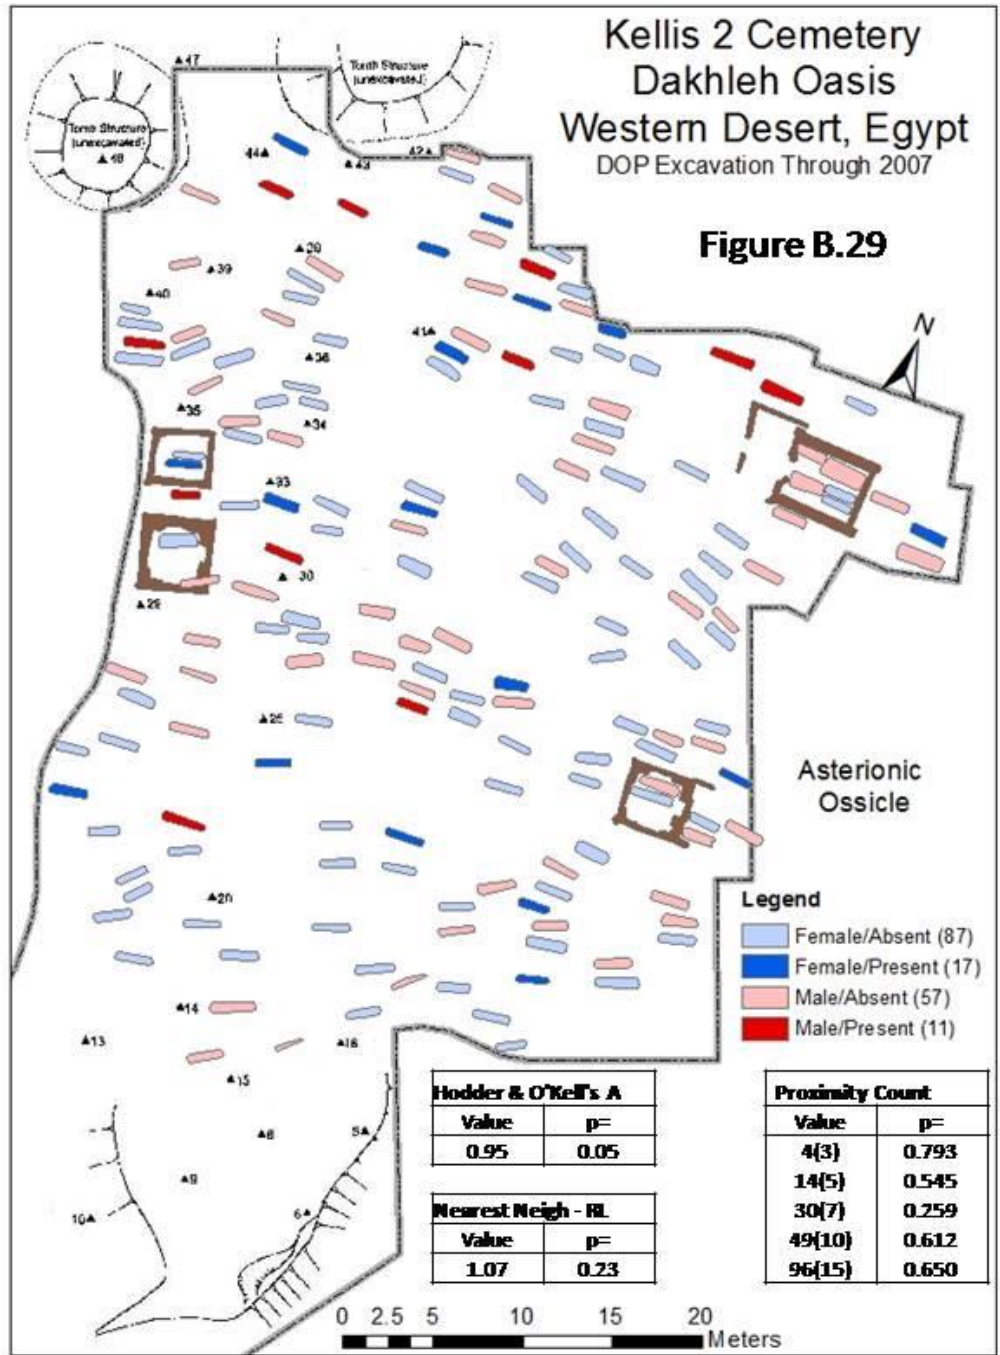 Kellis 2 Cemetery
Dakhleh Oasis
Western Desert, Egypt
DOP Excavation Through 2007
Figure B.29
N
47
Tomb Structure
(unexcavated)
Tomb Structure
(unexcavated)
48
44
43
42
39
40
41
36
35
34
33
30
29
14
13
16
15
8
9
5
6
10
Asterionic
Ossicle
Legend
Female/Absent (87)
Female/Present (17)
Male/Absent (57)
Male/Present (11)
Hodder & O'Kell's A
Value p=
0.95 0.05
Nearest Neigh - RL
Value p=
1.07 0.23
Proximity Count
Value p=
4(3) 0.793
14(5) 0.545
30(7) 0.259
49(10) 0.612
96(15) 0.650
0 2.5 5 10 15 20
Meters